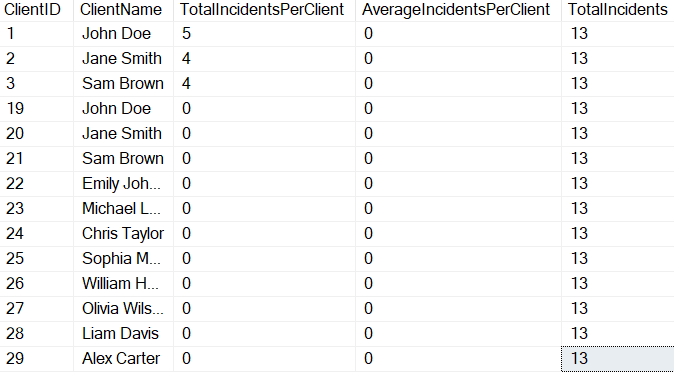 ClientID ClientName TotalIncidentsPerClient AverageIncidentsPerClient TotalIncidents
1 John Doe 5 0 13
2 Jane Smith 4 0 13
3 Sam Brown 4 0 13
19 John Doe 0 0 13
20 Jane Smith 0 0 13
21 Sam Brown 0 0 13
22 Emily Joh... 0 0 13
23 Michael L... 0 0 13
24 Chris Taylor 0 0 13
25 Sophia M... 0 0 13
26 William H... 0 0 13
27 Olivia Wils... 0 0 13
28 Liam Davis 0 0 13
29 Alex Carter 0 0 13